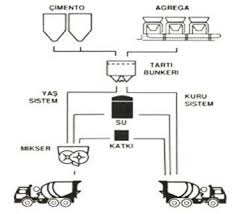 ÇİMENTO
AGREGA
TARTI
BUNKERİ
YAŞ
SİSTEM
KURU
SİSTEM
SU
KATKI
MİKSER